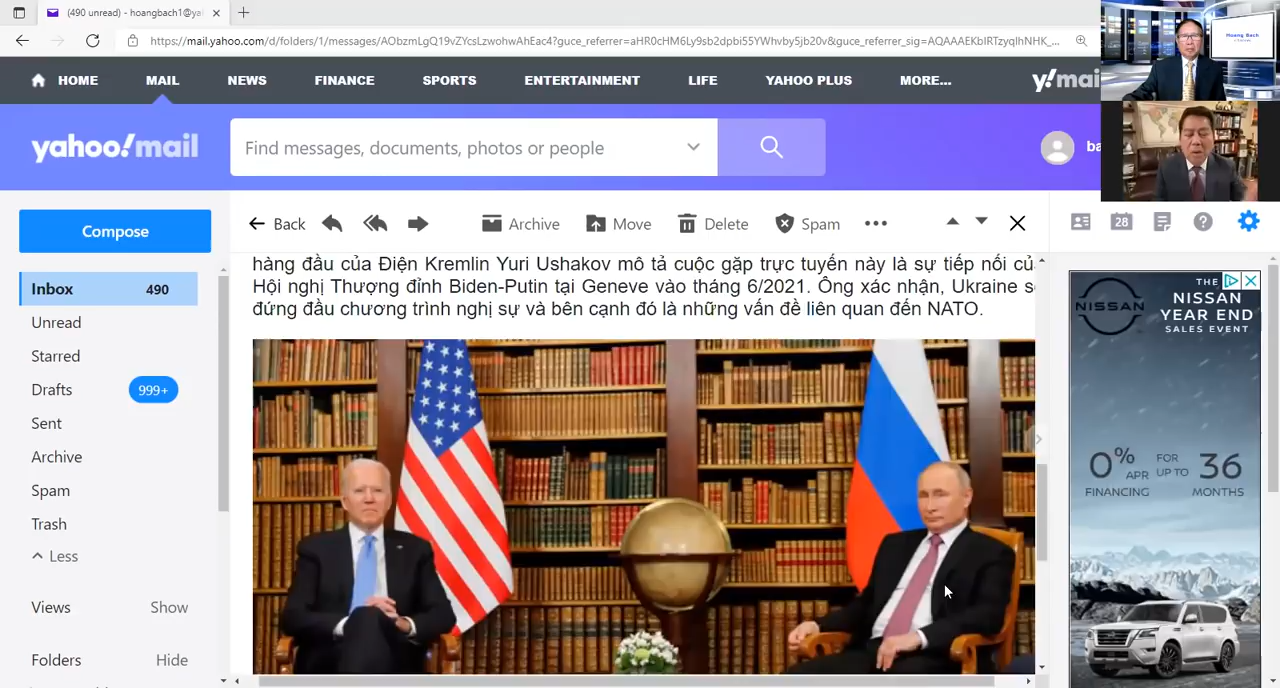 (490 unread) - hoangbach1@ya
https://mail.yahoo.com/d/folders/1/messages/AObzmLgQ19vZYcsLzwohwAhEac4?guce_referrer=aHR0cHM6Ly9sb2dpbi55YWhvby5jb20v&guce_referrer_sig=AQAAAEKbIRTzyqlhNHK_...
HOME MAIL NEWS FINANCE SPORTS ENTERTAINMENT LIFE YAHOO PLUS MORE... y!mai
Hoang Bach
yahoo!mail
Find messages, documents, photos or people
ba
Compose
Back Archive Move Delete Spam
28
Inbox 490
Unread
Starred
Drafts 999+
Sent
Archive
Spam
Trash
Less
Views Show
Folders Hide
hàng đầu của Điện Kremlin Yuri Ushakov mô tả cuộc gặp trực tuyến này là sự tiếp nối củ
Hội nghị Thượng đỉnh Biden-Putin tại Geneve vào tháng 6/2021. Ông xác nhận, Ukraine s
đứng đầu chương trình nghị sự và bên cạnh đó là những vấn đề liên quan đến NATO.
NISSAN
THE
NISSAN
YEAR END
SALES EVENT
0% APR FINANCING FOR UP TO 36 MONTHS